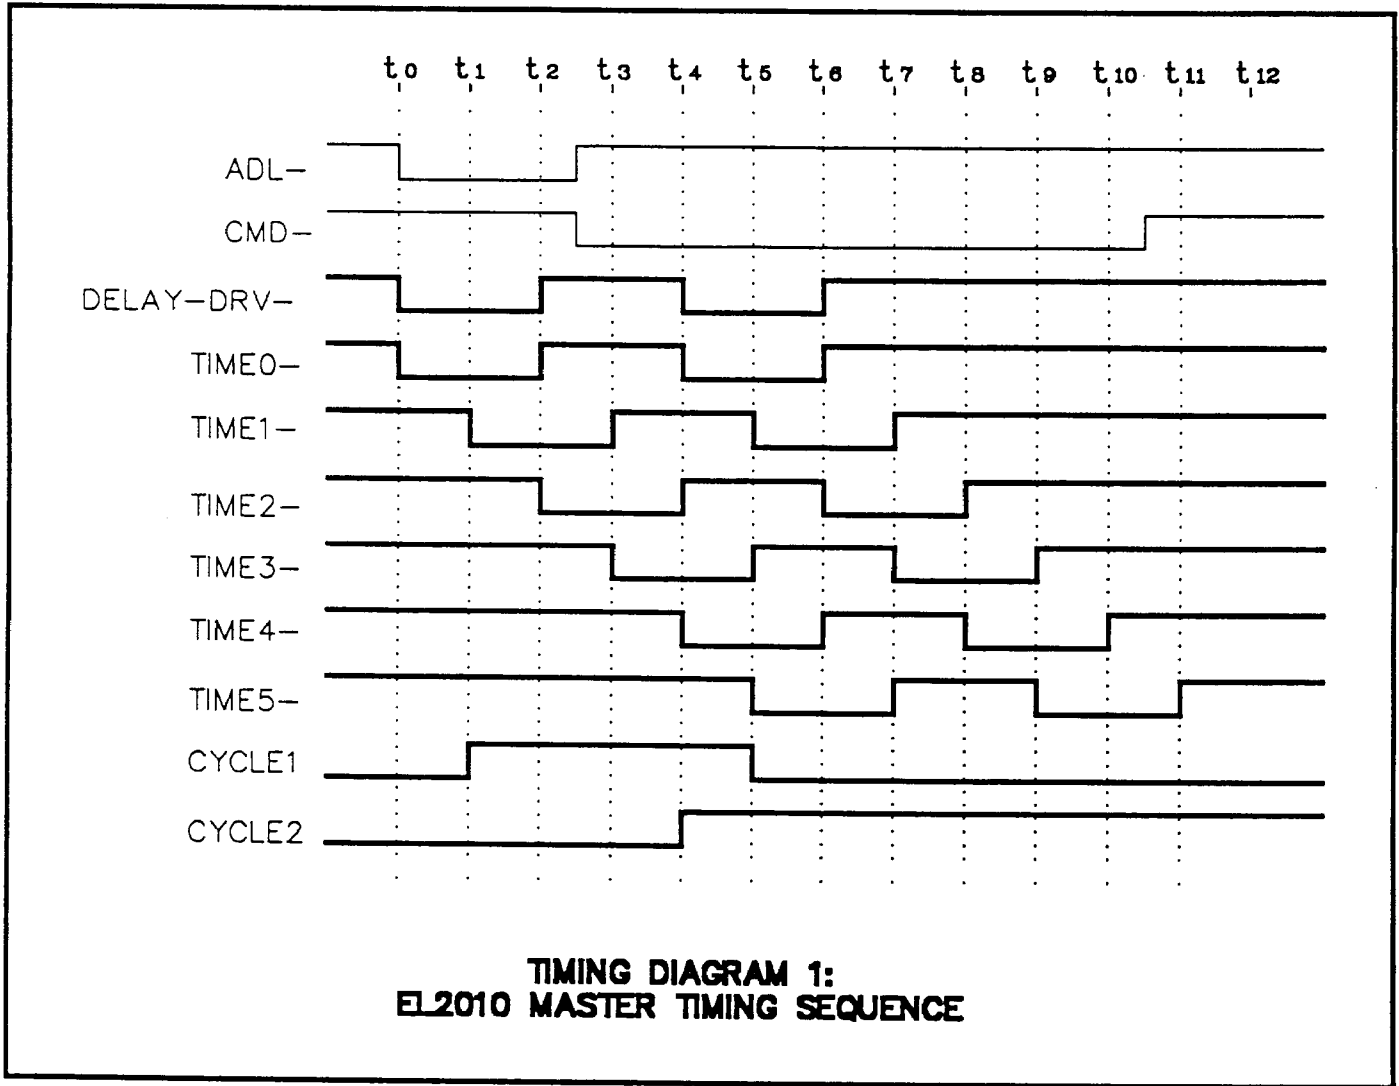 t0 t1 t2 t3 t4 t5 t6 t7 t8 t9 t10 t11 t12
ADL-
CMD-
DELAY-DRV-
TIME0-
TIME1-
TIME2-
TIME3-
TIME4-
TIME5-
CYCLE1
CYCLE2
TIMING DIAGRAM 1:
EL2010 MASTER TIMING SEQUENCE